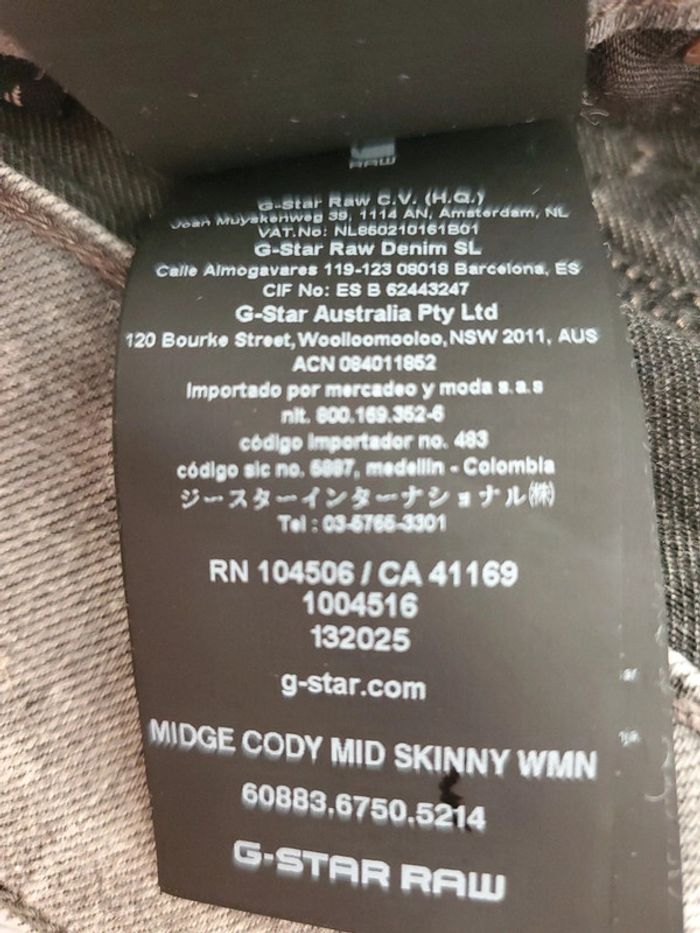 RAW
G-Star Raw C.V. (H.Q.)
Joan Muyskenweg 39, 1114 AN, Amsterdam, NL
VAT.No: NL850210161B01
G-Star Raw Denim SL
Calle Almogavares 119-123 08018 Barcelona, ES
CIF No: ES B 62443247
G-Star Australia Pty Ltd
120 Bourke Street, Woolloomooloo, NSW 2011, AUS
ACN 084011852
Importado por mercadeo y moda s.a.s
nit. 800.169.352-6
código Importador no. 483
código sic no. 5887, medellin - Colombia
ジースターインターナショナル㈱
Tel : 03-5765-3301
RN 104506 / CA 41169
1004516
132025
g-star.com
MIDGE CODY MID SKINNY WMN
60883.6750.5214
G-STAR RAW